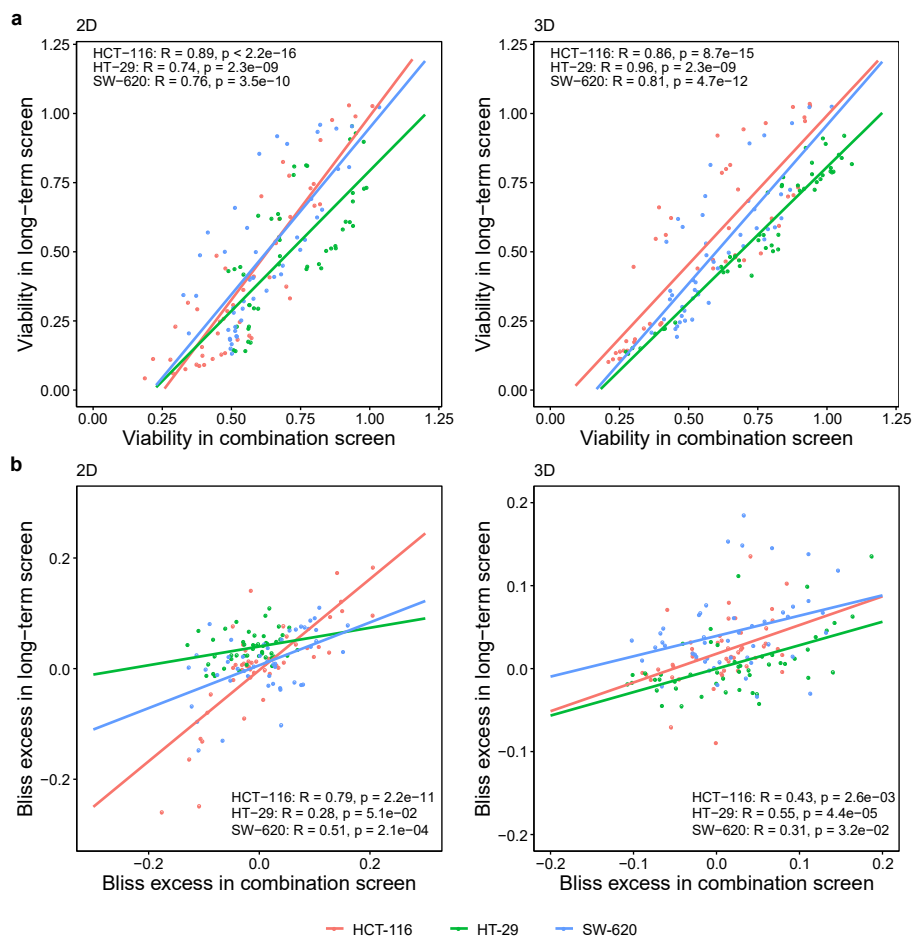 a
2D
HCT−116: R = 0.89, p < 2.2e−16
HT−29: R = 0.74, p = 2.3e−09
SW−620: R = 0.76, p = 3.5e−10
1.00
0.75
0.50
0.25
0.00
Viability in long−term screen
0.00 0.25 0.50 0.75 1.00 1.25
Viability in combination screen
3D
HCT−116: R = 0.86, p = 8.7e−15
HT−29: R = 0.96, p = 2.3e−09
SW−620: R = 0.81, p = 4.7e−12
1.00
0.75
0.50
0.25
0.00
Viability in long−term screen
0.00 0.25 0.50 0.75 1.00 1.25
Viability in combination screen
b
2D
0.2
0.0
−0.2
Bliss excess in long−term screen
HCT−116: R = 0.79, p = 2.2e−11
HT−29: R = 0.28, p = 5.1e−02
SW−620: R = 0.51, p = 2.1e−04
−0.2 0.0 0.2
Bliss excess in combination screen
3D
0.2
0.1
0.0
−0.1
−0.2
Bliss excess in long−term screen
HCT−116: R = 0.43, p = 2.6e−03
HT−29: R = 0.55, p = 4.4e−05
SW−620: R = 0.31, p = 3.2e−02
−0.2 −0.1 0.0 0.1 0.2
Bliss excess in combination screen
HCT-116 HT-29 SW-620